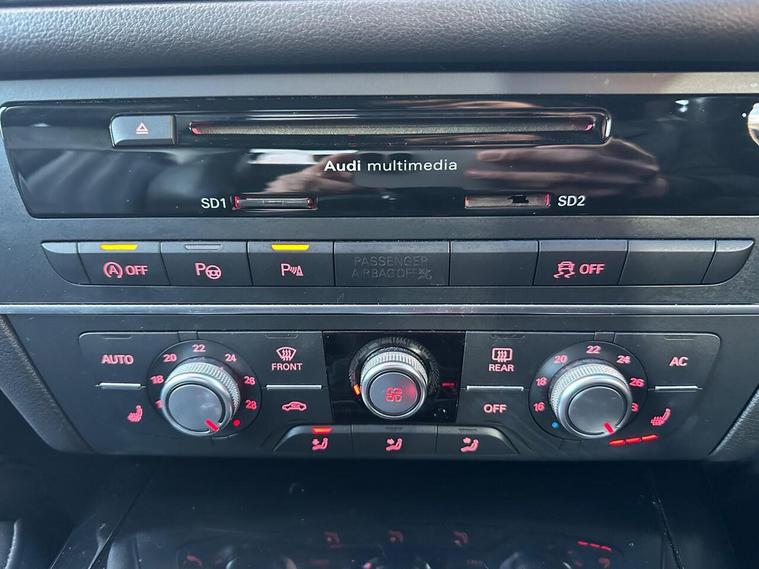 Audi multimedia
SD1 SD2
A OFF P P PASSENGER AIRBAG OFF OFF
AUTO 18 20 22 24 26 28 FRONT REAR 16 18 20 22 24 26 AC
OFF